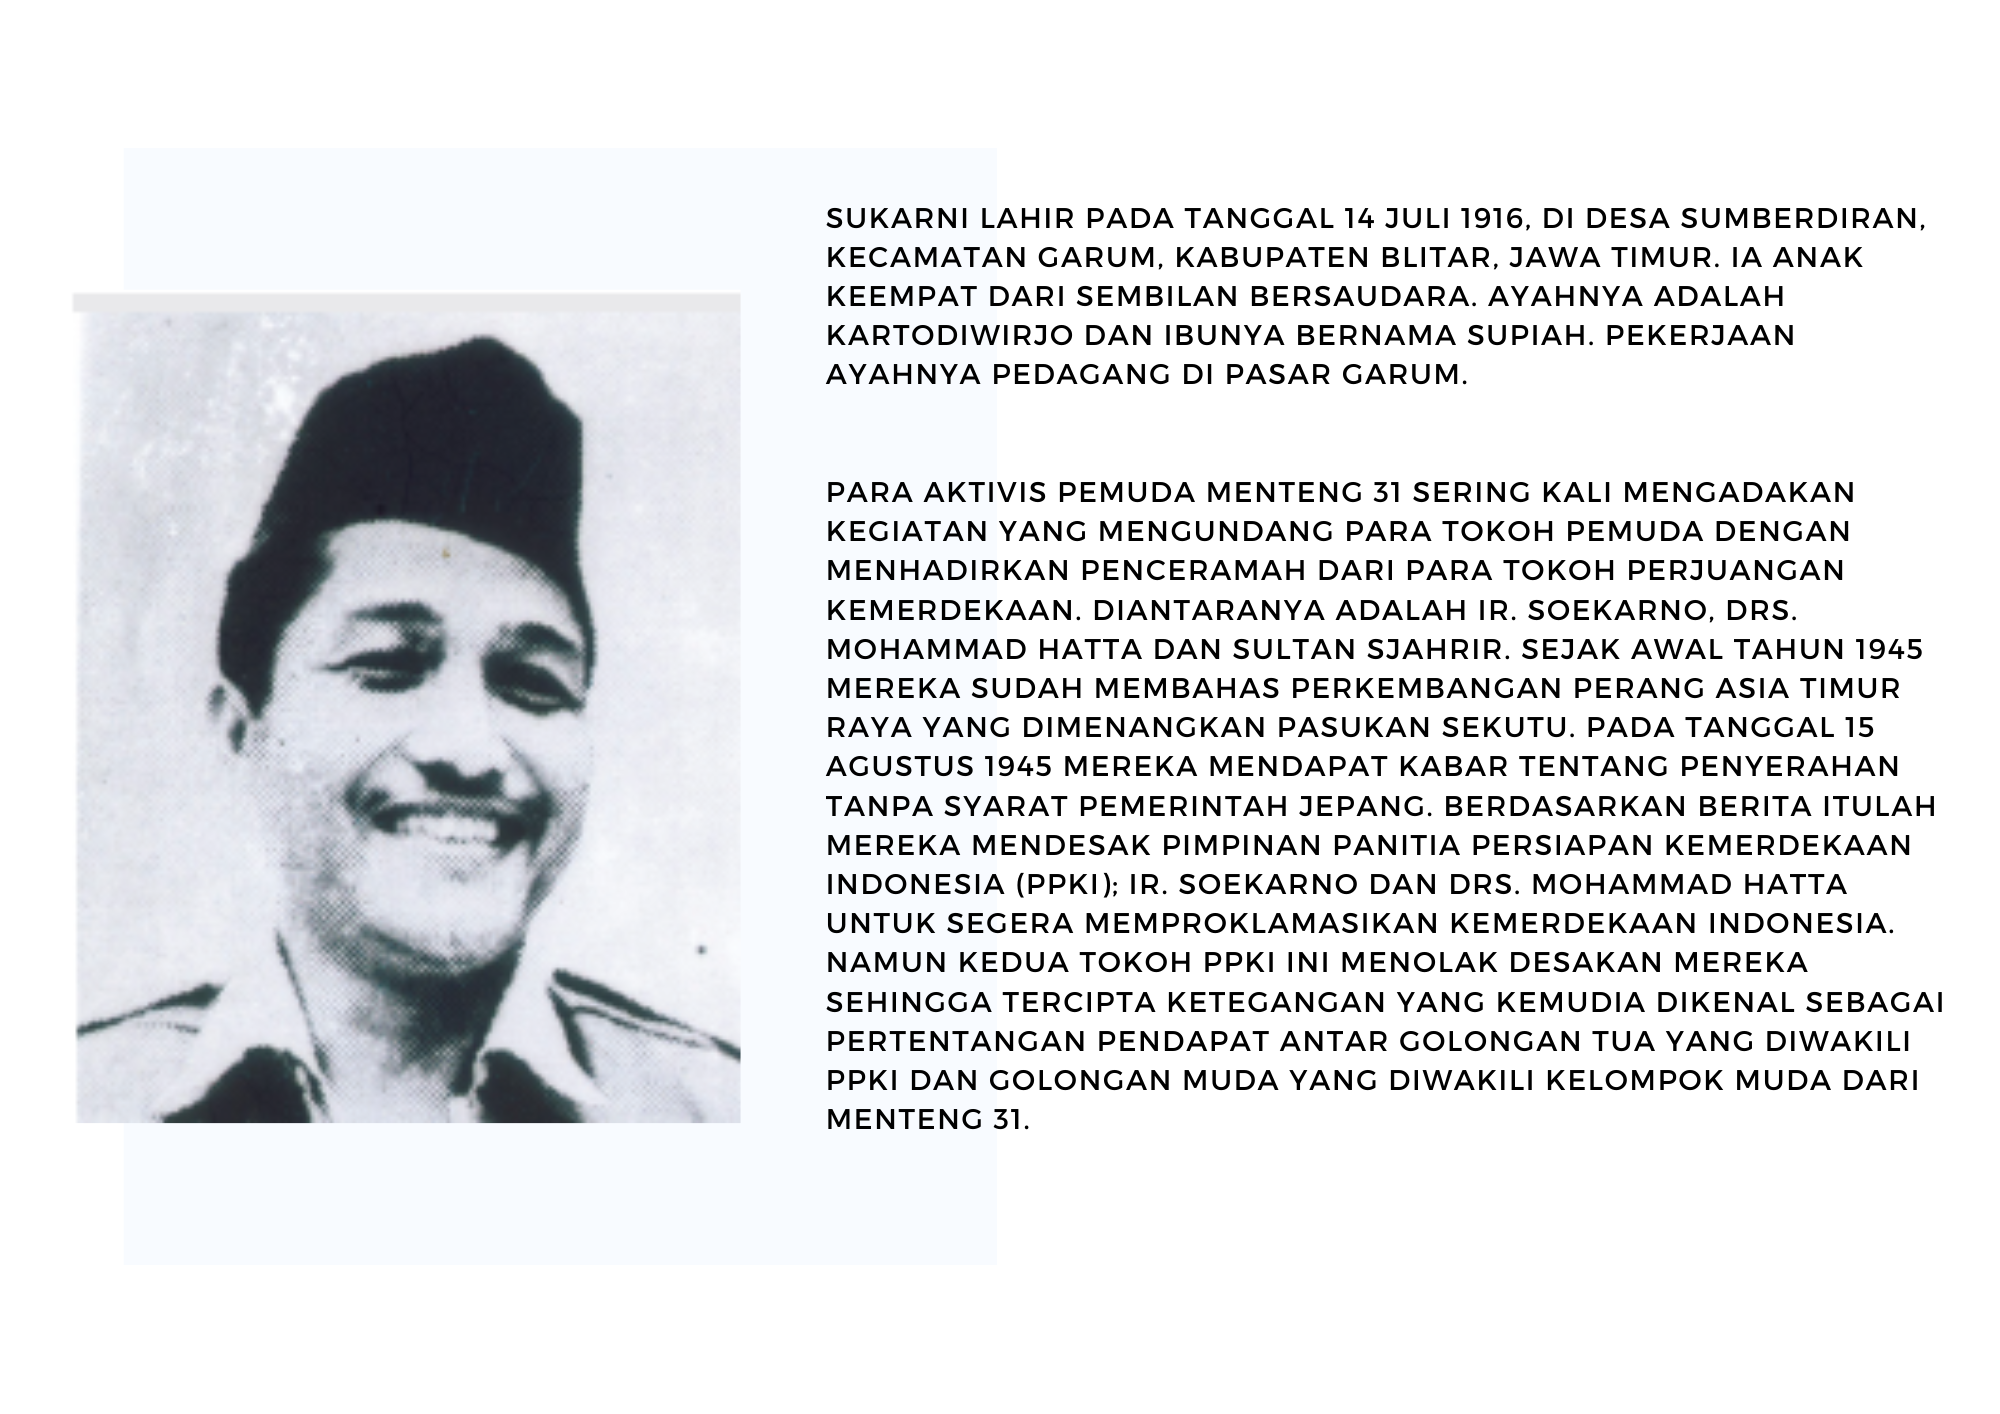 SUKARNI LAHIR PADA TANGGAL 14 JULI 1916, DI DESA SUMBERDIRAN,
KECAMATAN GARUM, KABUPATEN BLITAR, JAWA TIMUR. IA ANAK
KEEMPAT DARI SEMBILAN BERSAUDARA. AYAHNYA ADALAH
KARTODIWIRJO DAN IBUNYA BERNAMA SUPIAH. PEKERJAAN
AYAHNYA PEDAGANG DI PASAR GARUM.
PARA AKTIVIS PEMUDA MENTENG 31 SERING KALI MENGADAKAN
KEGIATAN YANG MENGUNDANG PARA TOKOH PEMUDA DENGAN
MENHADIRKAN PENCERAMAH DARI PARA TOKOH PERJUANGAN
KEMERDEKAAN. DIANTARANYA ADALAH IR. SOEKARNO, DRS.
MOHAMMAD HATTA DAN SULTAN SJAHRIR. SEJAK AWAL TAHUN 1945
MEREKA SUDAH MEMBAHAS PERKEMBANGAN PERANG ASIA TIMUR
RAYA YANG DIMENANGKAN PASUKAN SEKUTU. PADA TANGGAL 15
AGUSTUS 1945 MEREKA MENDAPAT KABAR TENTANG PENYERAHAN
TANPA SYARAT PEMERINTAH JEPANG. BERDASARKAN BERITA ITULAH
MEREKA MENDESAK PIMPINAN PANITIA PERSIAPAN KEMERDEKAAN
INDONESIA (PPKI); IR. SOEKARNO DAN DRS. MOHAMMAD HATTA
UNTUK SEGERA MEMPROKLAMASIKAN KEMERDEKAAN INDONESIA.
NAMUN KEDUA TOKOH PPKI INI MENOLAK DESAKAN MEREKA
SEHINGGA TERCIPTA KETEGANGAN YANG KEMUDIA DIKENAL SEBAGAI
PERTENTANGAN PENDAPAT ANTAR GOLONGAN TUA YANG DIWAKILI
PPKI DAN GOLONGAN MUDA YANG DIWAKILI KELOMPOK MUDA DARI
MENTENG 31.